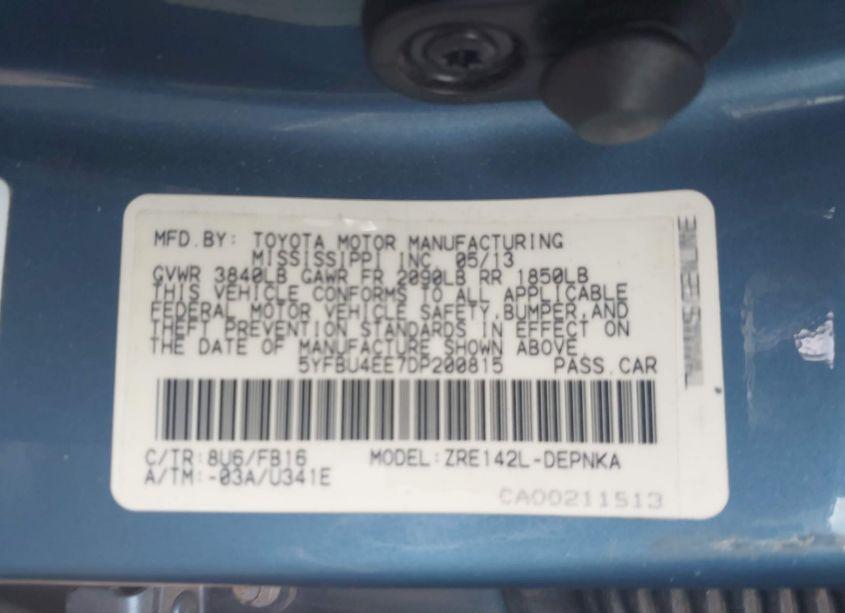 MFD.BY: TOYOTA MOTOR MANUFACTURING
MISSISSIPPI INC. 05/13
GVWR 3840LB GAWR FR 2090LB RR 1850LB
THIS VEHICLE CONFORMS TO ALL APPLICABLE
FEDERAL MOTOR VEHICLE SAFETY,BUMPER,AND
THEFT PREVENTION STANDARDS IN EFFECT ON
THE DATE OF MANUFACTURE SHOWN ABOVE.
5YFBU4EE7DP200815 PASS.CAR
C/TR:8U6/FB16 MODEL:ZRE142L-DEPNKA
A/TM:-03A/U341E
CA00211513